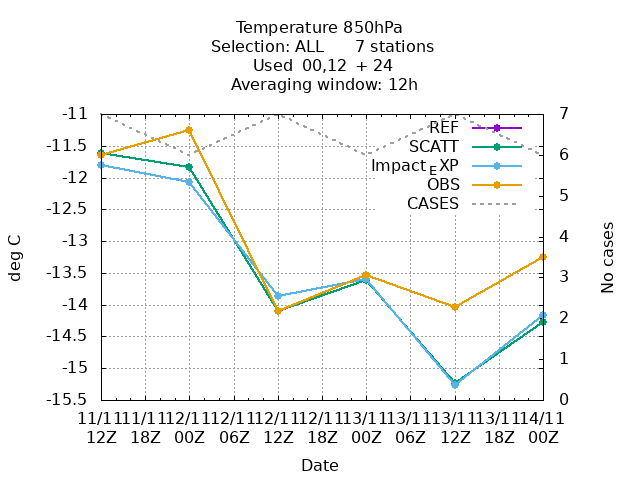 Temperature 850hPa
Selection: ALL 7 stations
Used 00,12 + 24
Averaging window: 12h
-11
-11.5
-12
-12.5
-13
-13.5
-14
-14.5
-15
-15.5
deg C
7
6
5
4
3
2
1
0
No cases
REF
SCATT
Impact_EXP
OBS
CASES
11/11 11/11 12/11 12/11 12/11 12/11 13/11 13/11 13/11 13/11 14/11
12Z 18Z 00Z 06Z 12Z 18Z 00Z 06Z 12Z 18Z 00Z
Date